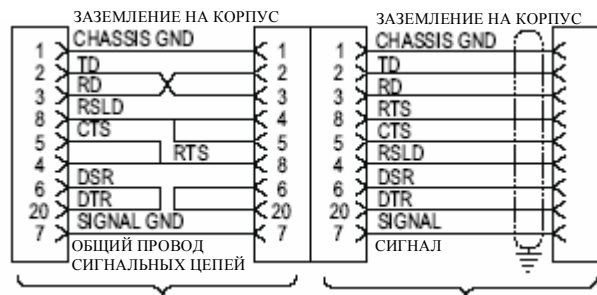 ЗАЗЕМЛЕНИЕ НА КОРПУС ЗАЗЕМЛЕНИЕ НА КОРПУС
1 CHASSIS GND 1 1 CHASSIS GND
2 TD 2 2 TD
3 RD 3 3 RD
8 RSLD 4 4 RTS
5 CTS 5 5 CTS
4 RTS 8 8 RSLD
6 DSR 6 6 DSR
20 DTR 20 20 DTR
7 SIGNAL GND 7 7 SIGNAL
ОБЩИЙ ПРОВОД СИГНАЛ
СИГНАЛЬНЫХ ЦЕПЕЙ